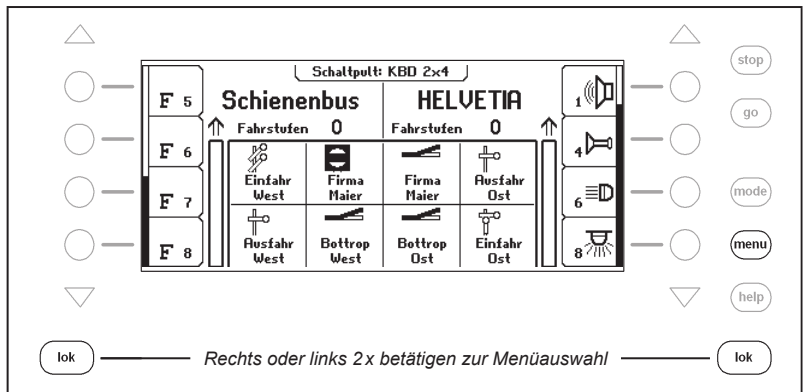 Schaltpult: KBD 2x4
stop
F 5
Schienenbus
HELVETIA
1
go
Fahrstufen 0
Fahrstufen 0
F 6
4
Einfahr West
Firma Maier
Firma Maier
Ausfahr Ost
F 7
6
mode
Ausfahr West
Bottrop West
Bottrop Ost
Einfahr Ost
F 8
8
menu
help
lok
Rechts oder links 2x betätigen zur Menüauswahl
lok